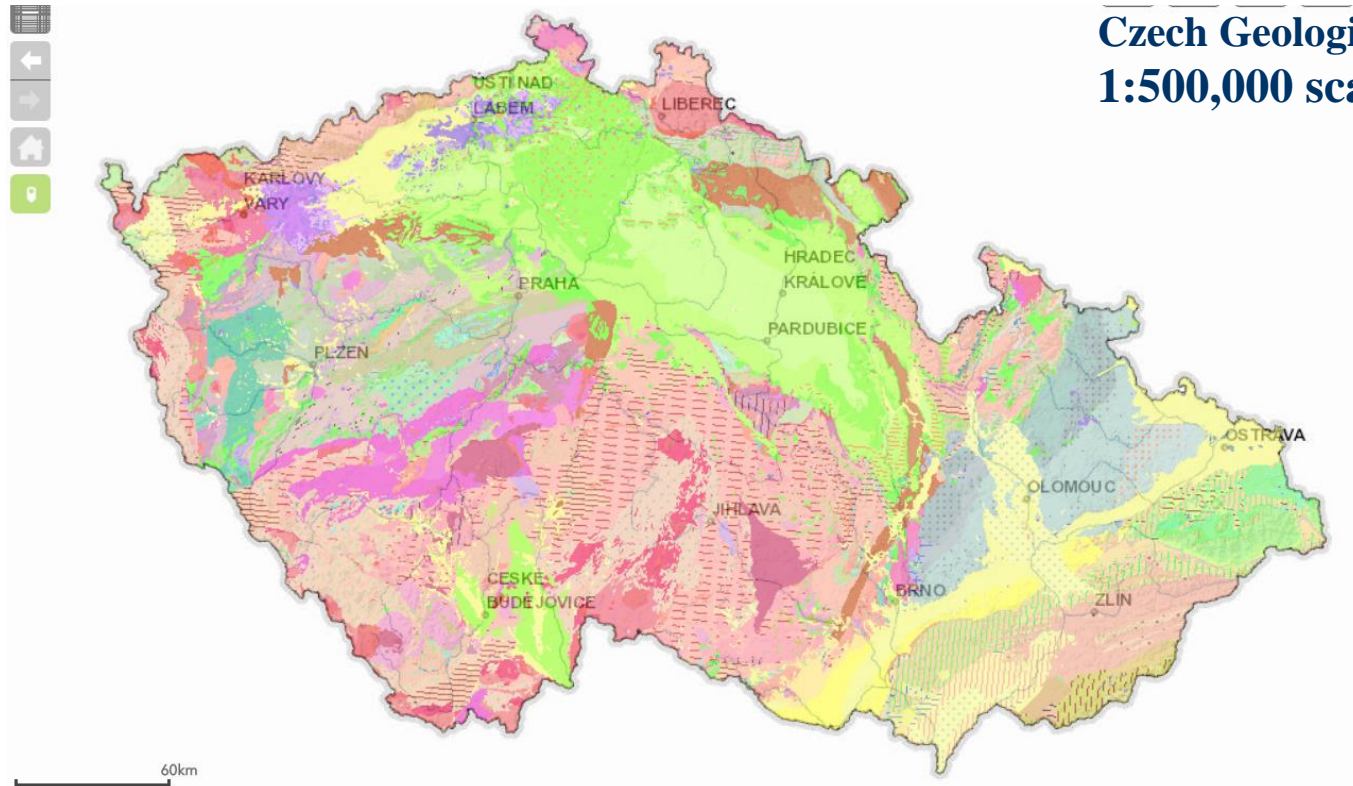 Czech Geologi
1:500,000 sca
ÚSTÍ NAD
LABEM
LIBEREC
KARLOVY
VARY
HRADEC
KRÁLOVÉ
PRAHA
PARDUBICE
PLZEŇ
OSTRAVA
OLOMOUC
JIHLAVA
ČESKÉ
BUDĚJOVICE
BRNO
ZLÍN
60km